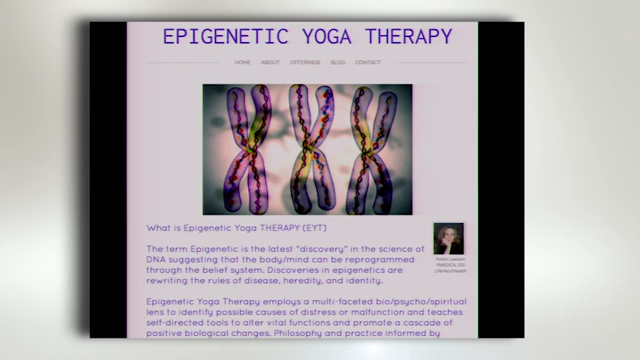 EPIGENETIC YOGA THERAPY
HOME ABOUT OFFERINGS BLOG CONTACT
What is Epigenetic Yoga THERAPY (EYT)
The term Epigenetic is the latest "discovery" in the science of
DNA suggesting that the body/mind can be reprogrammed
through the belief system. Discoveries in epigenetics are
rewriting the rules of disease, heredity, and identity.
Epigenetic Yoga Therapy employs a multi-faceted bio/psycho/spiritual
lens to identify possible causes of distress or malfunction and teaches
self-directed tools to alter vital functions and promote a cascade of
positive biological changes. Philosophy and practice informed by